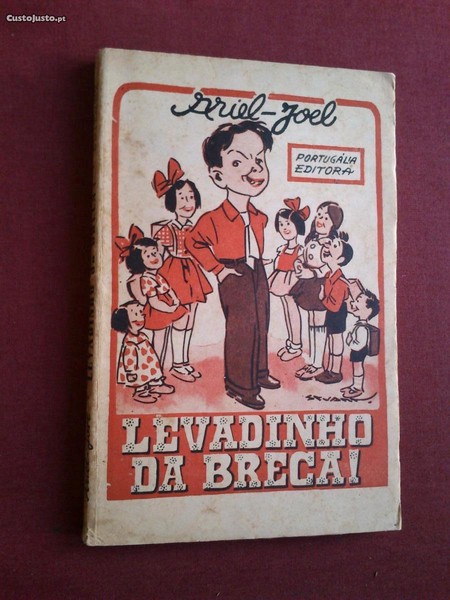 CustoJusto.pt
Ariel-Joel
PORTUGÁLIA
EDITORA
LEVADINHO
DA BRECA!